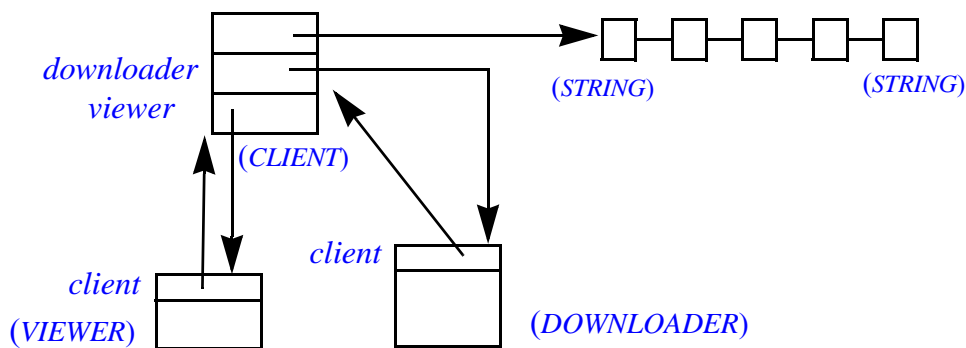 downloader
viewer
(STRING)
(STRING)
(CLIENT)
client
client
(VIEWER)
(DOWNLOADER)